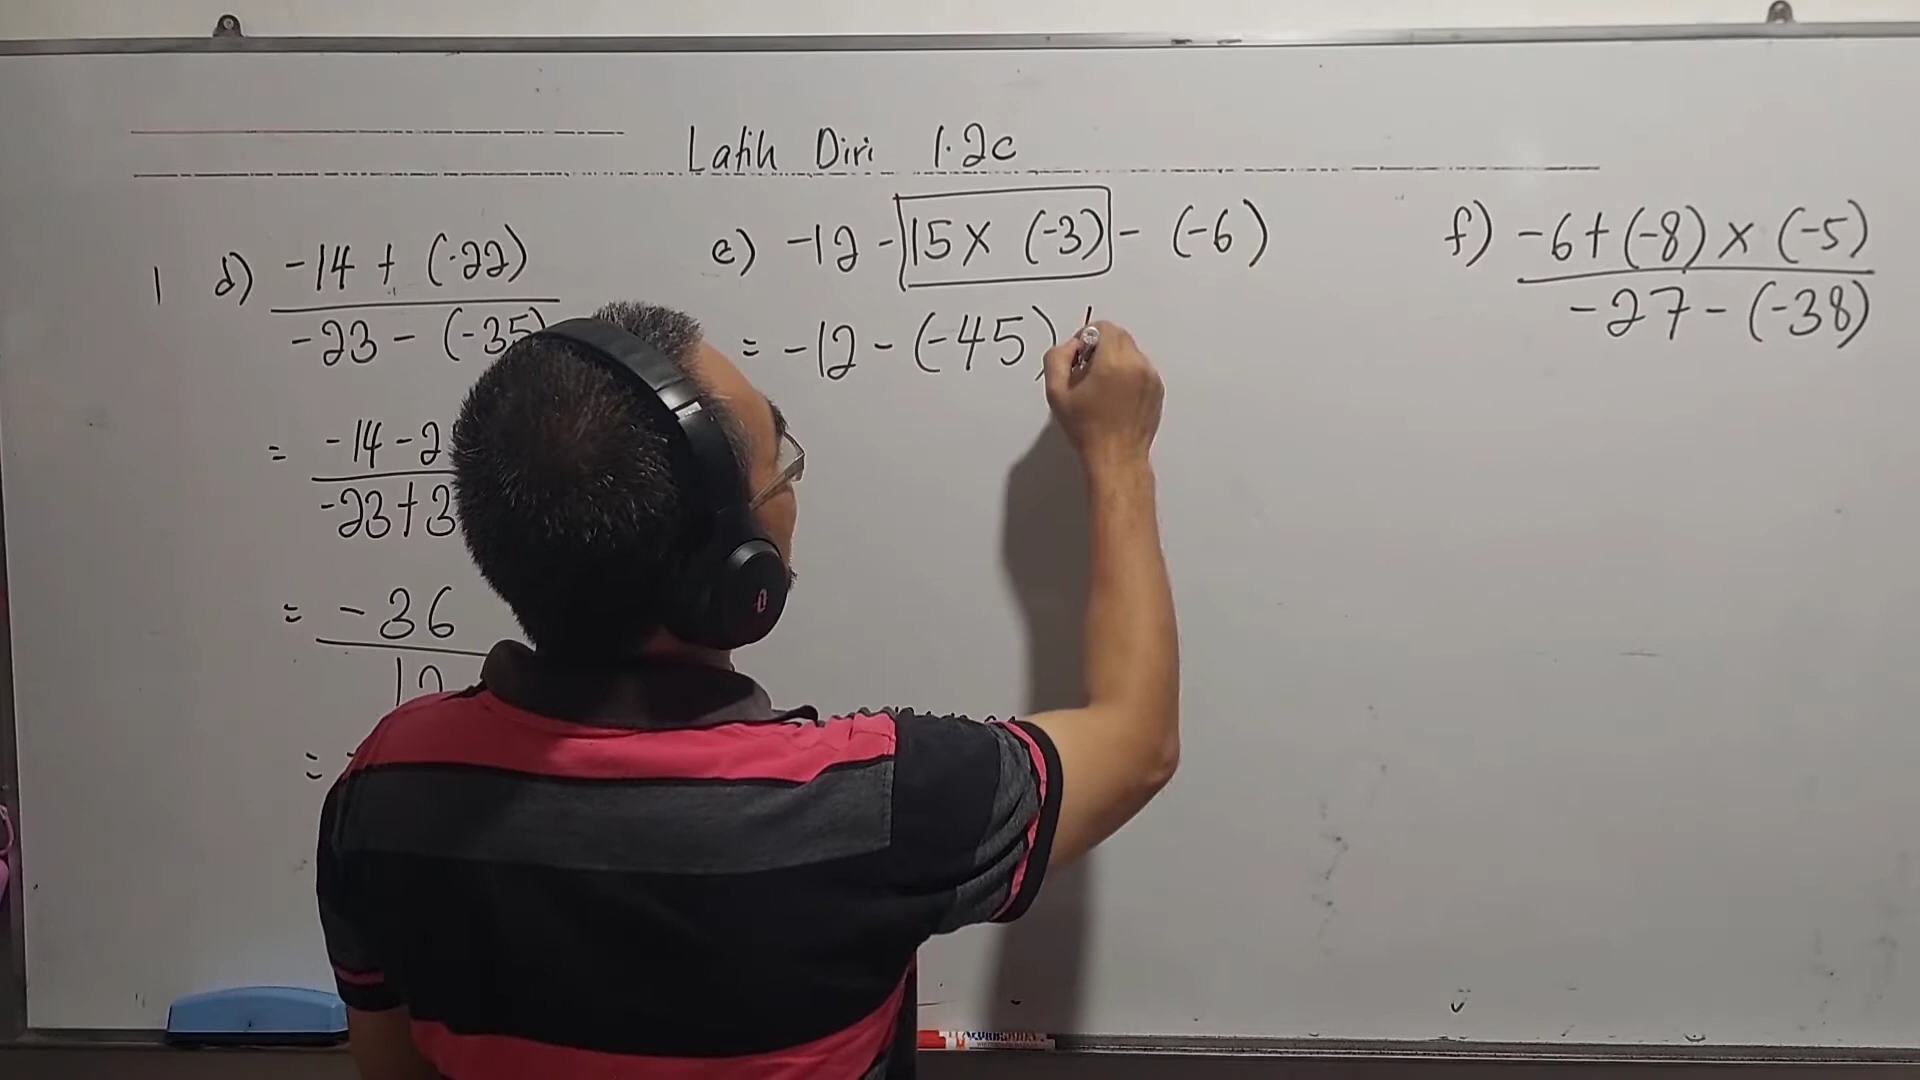 Latih Diri 1.2c
1 d) -14 + (-22)
-23 - (-35)
= -14 - 2
-23 + 3
= -36
12
=
e) -12 - 15 × (-3) - (-6)
= -12 - (-45)
f) -6 + (-8) × (-5)
-27 - (-38)